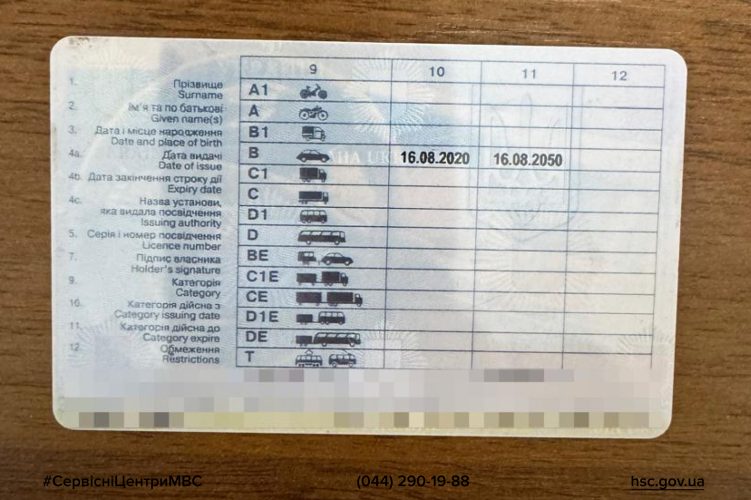 9 10 11 12
1. Прізвище
Surname
2. Ім'я та по батькові
Given name(s)
3. Дата і місце народження
Date and place of birth
4a. Дата видачі
Date of issue
4b. Дата закінчення строку дії
Expiry date
4c. Назва установи,
яка видала посвідчення
Issuing authority
5. Серія і номер посвідчення
Licence number
7. Підпис власника
Holder's signature
9. Категорія
Category
10. Категорія дійсна з
Category issuing date
11. Категорія дійсна до
Category expire
12. Обмеження
Restrictions
A1
A
B1
B 16.08.2020 16.08.2050
C1
C
D1
D
BE
C1E
CE
D1E
DE
T
#СервісніЦентриМВС (044) 290-19-88 hsc.gov.ua